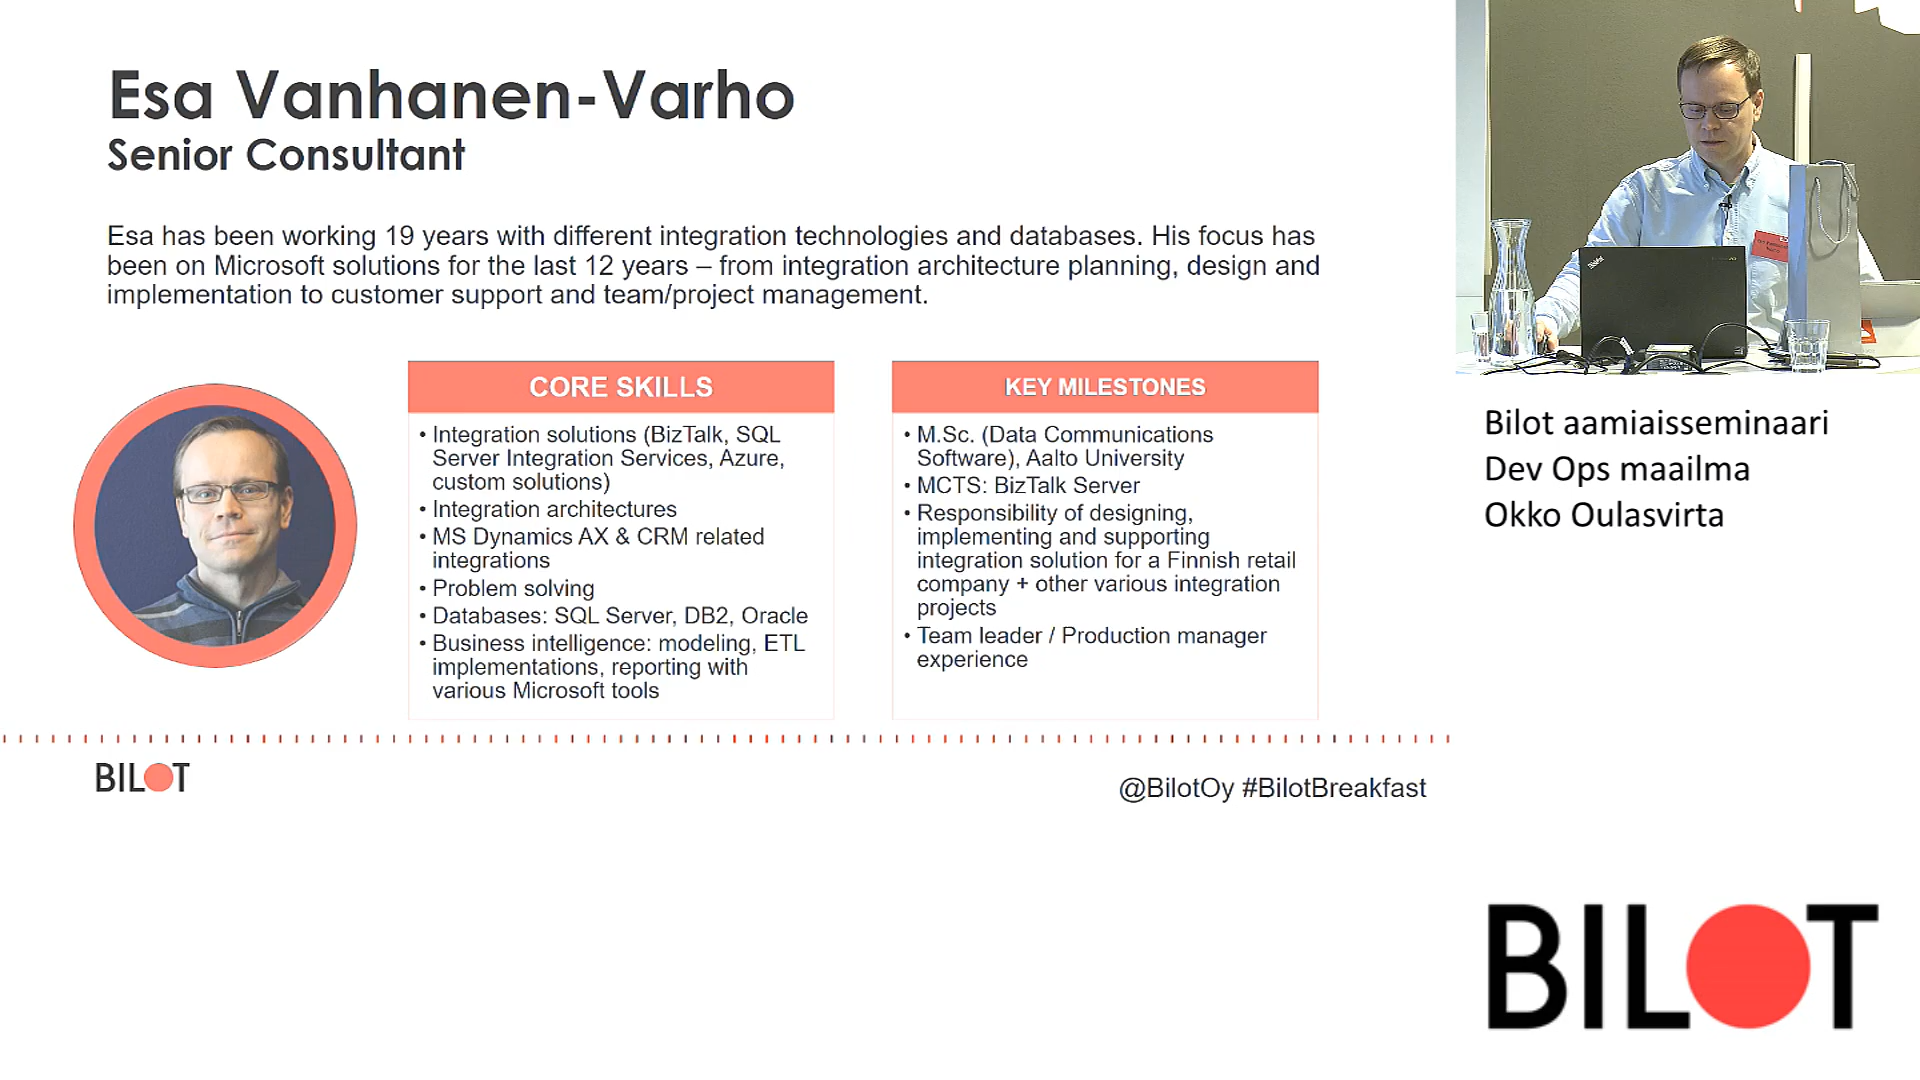 Esa Vanhanen-Varho
Senior Consultant
Esa has been working 19 years with different integration technologies and databases. His focus has
been on Microsoft solutions for the last 12 years – from integration architecture planning, design and
implementation to customer support and team/project management.
CORE SKILLS
• Integration solutions (BizTalk, SQL
Server Integration Services, Azure,
custom solutions)
• Integration architectures
• MS Dynamics AX & CRM related
integrations
• Problem solving
• Databases: SQL Server, DB2, Oracle
• Business intelligence: modeling, ETL
implementations, reporting with
various Microsoft tools
KEY MILESTONES
• M.Sc. (Data Communications
Software), Aalto University
• MCTS: BizTalk Server
• Responsibility of designing,
implementing and supporting
integration solution for a Finnish retail
company + other various integration
projects
• Team leader / Production manager
experience
BILOT
@BilotOy #BilotBreakfast
Bilot aamiaisseminaari
Dev Ops maailma
Okko Oulasvirta
BILOT